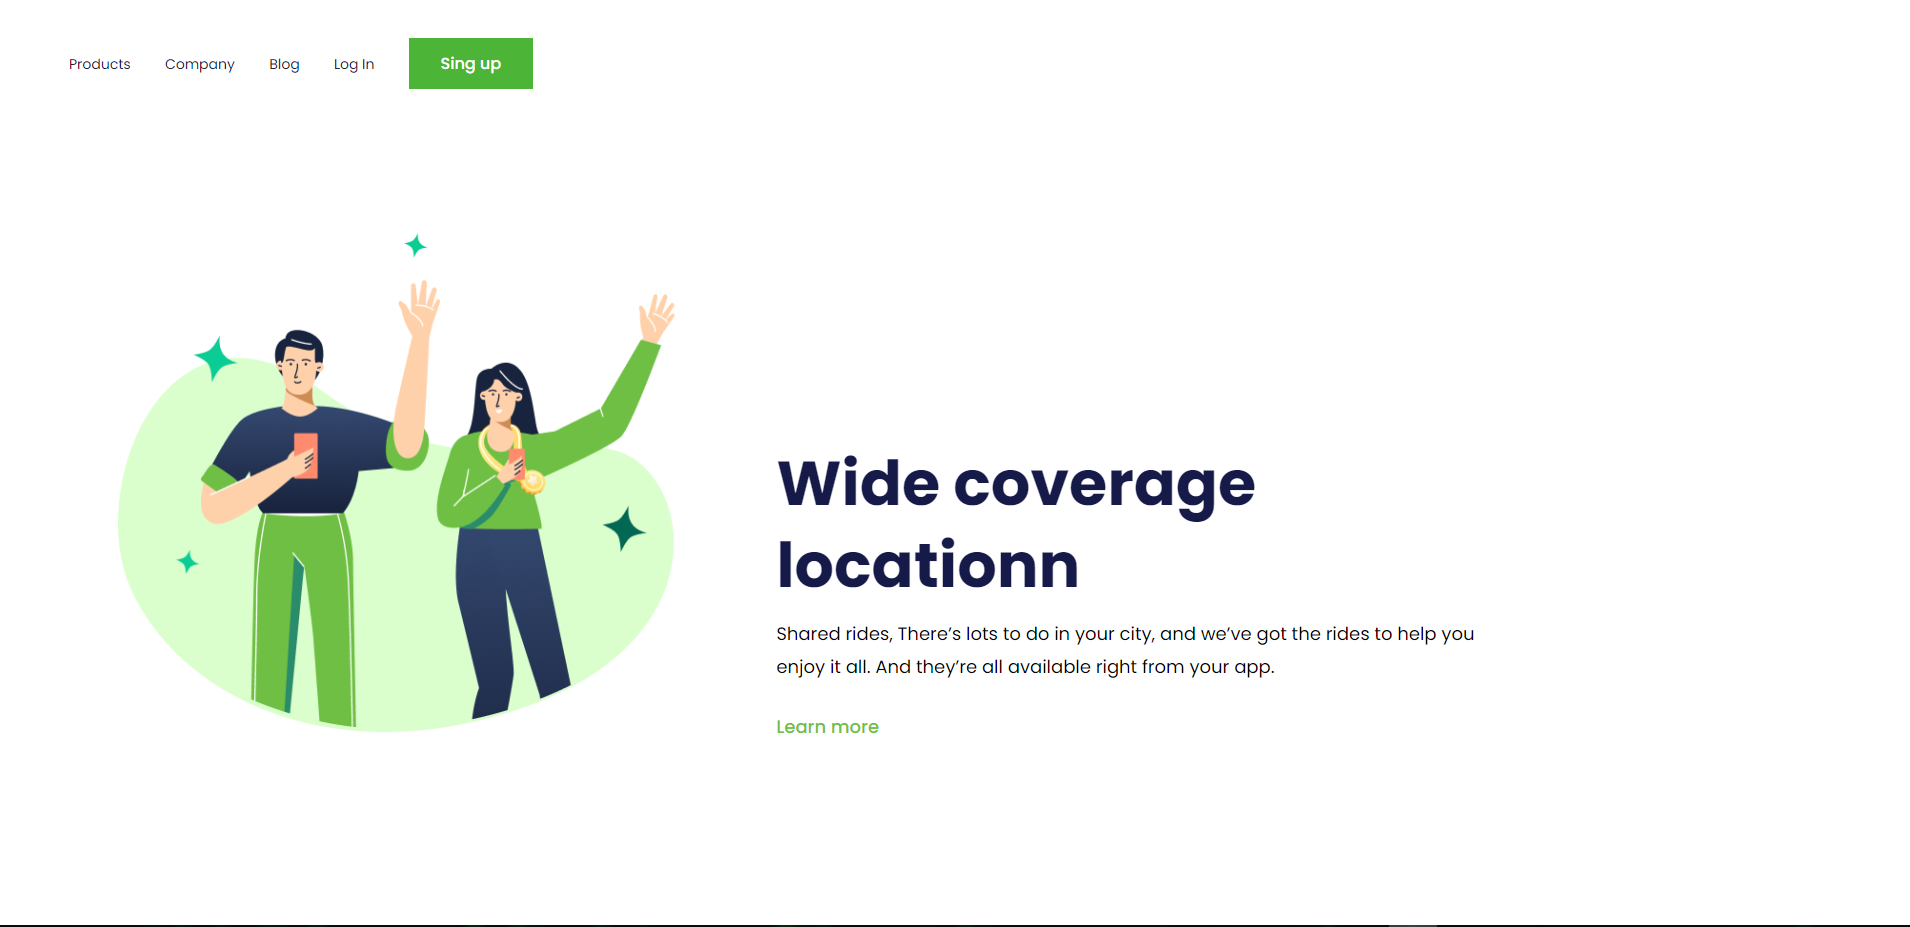 Products Company Blog Log In Sing up
Wide coverage
locationn
Shared rides, There’s lots to do in your city, and we’ve got the rides to help you
enjoy it all. And they’re all available right from your app.
Learn more